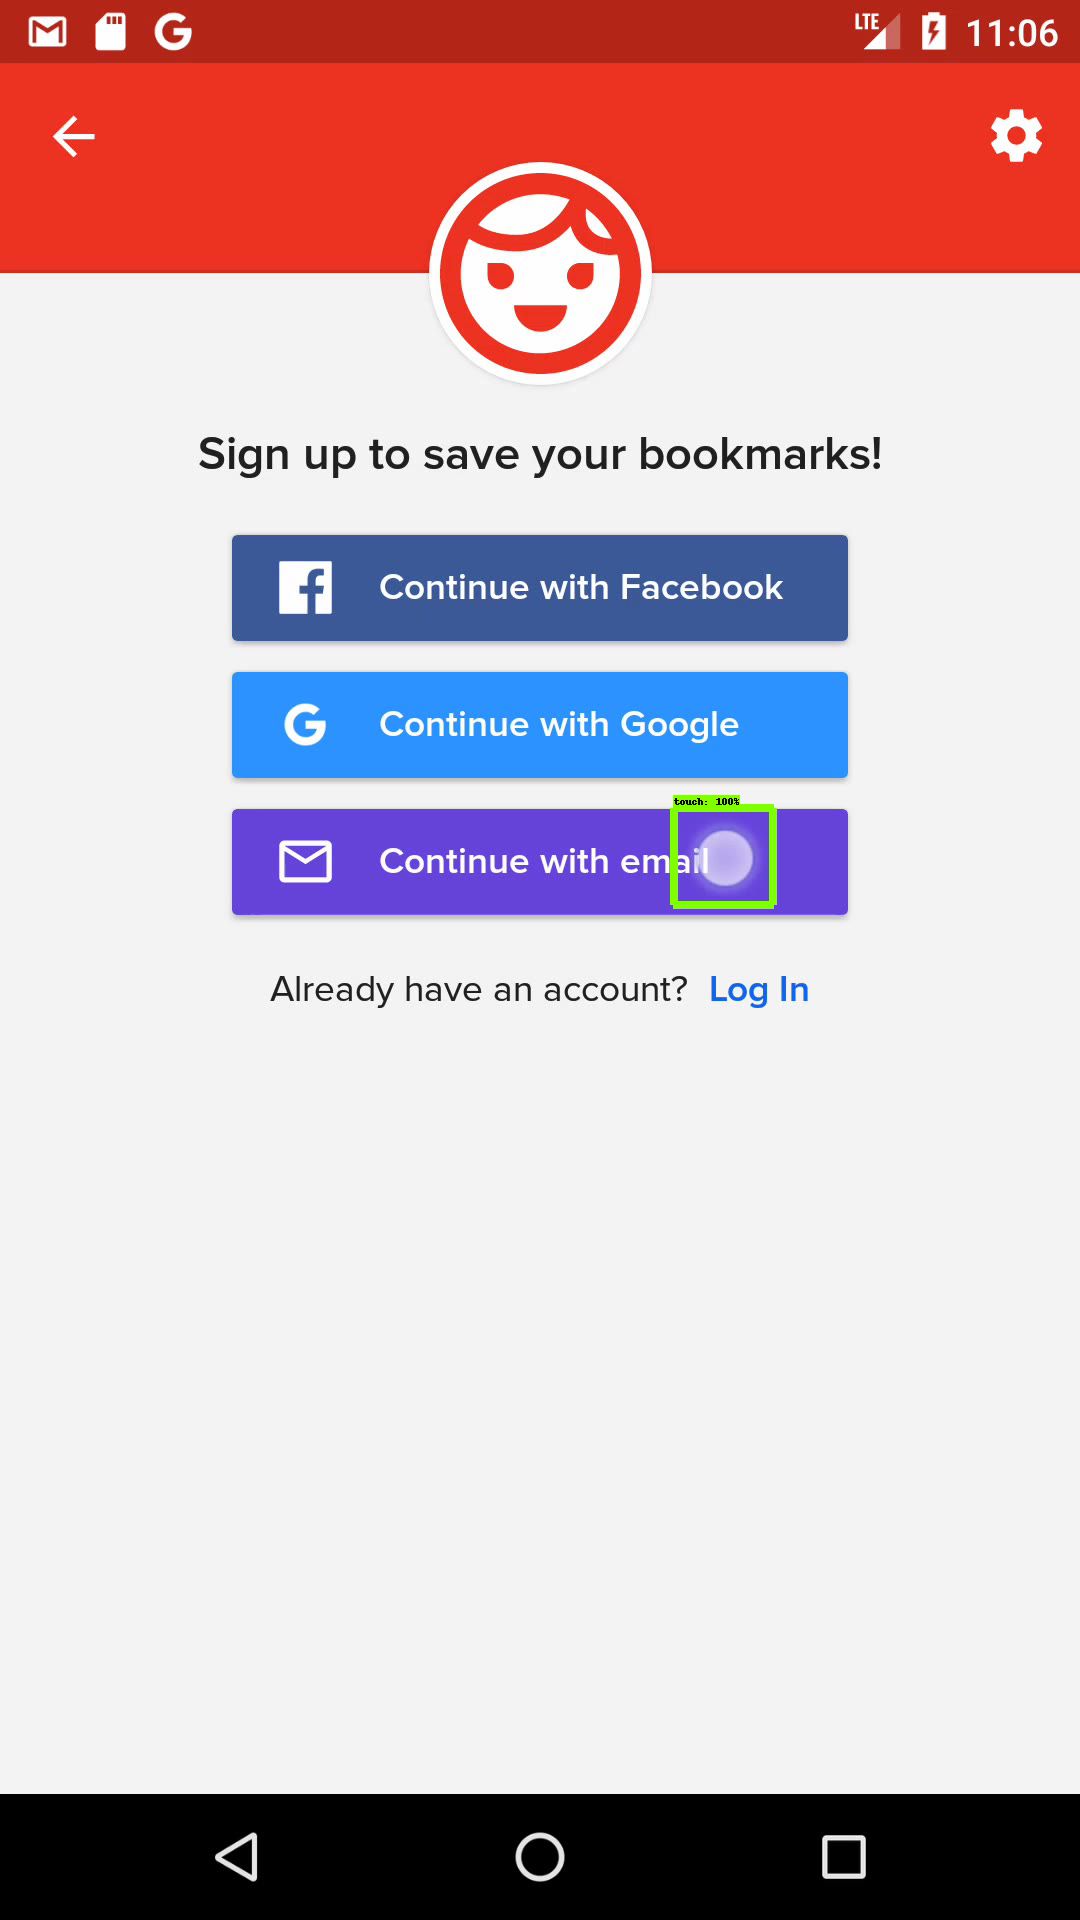 LTE 11:06
Sign up to save your bookmarks!
Continue with Facebook
Continue with Google
touch: 100%
Continue with email
Already have an account? Log In